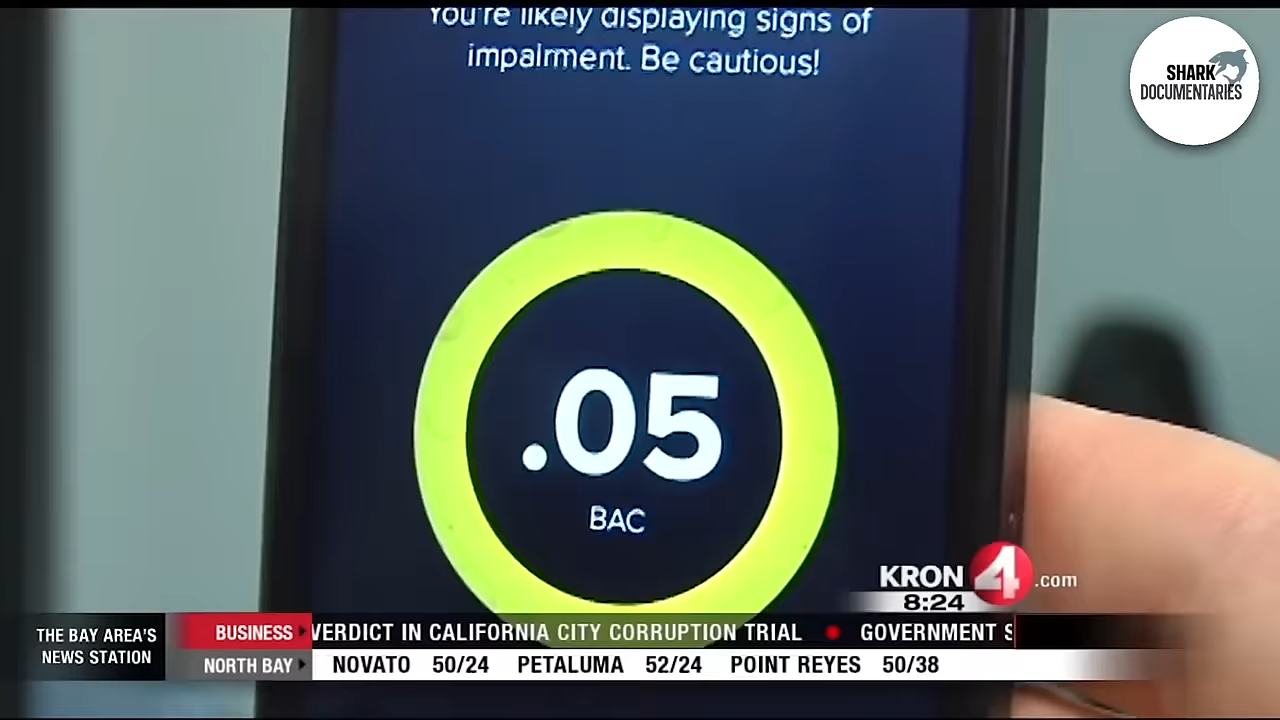 You're likely displaying signs of
impairment. Be cautious!
SHARK
DOCUMENTARIES
.05
BAC
KRON 4.com
8:24
THE BAY AREA'S
NEWS STATION
BUSINESS
VERDICT IN CALIFORNIA CITY CORRUPTION TRIAL • GOVERNMENT S
NORTH BAY
NOVATO 50/24 PETALUMA 52/24 POINT REYES 50/38